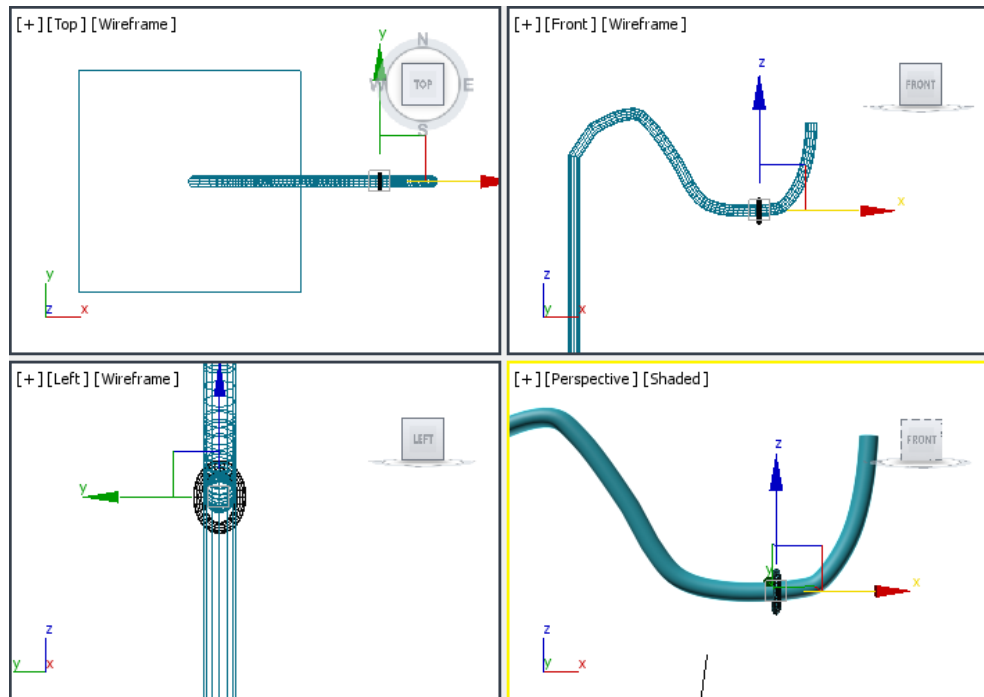 [+] [Top] [Wireframe]
y
N
W
TOP
E
S
y
z
x
[+] [Front] [Wireframe]
z
FRONT
x
z
y
x
[+] [Left] [Wireframe]
LEFT
y
z
y
x
[+] [Perspective] [Shaded]
FRONT
z
y
x
z
y
x